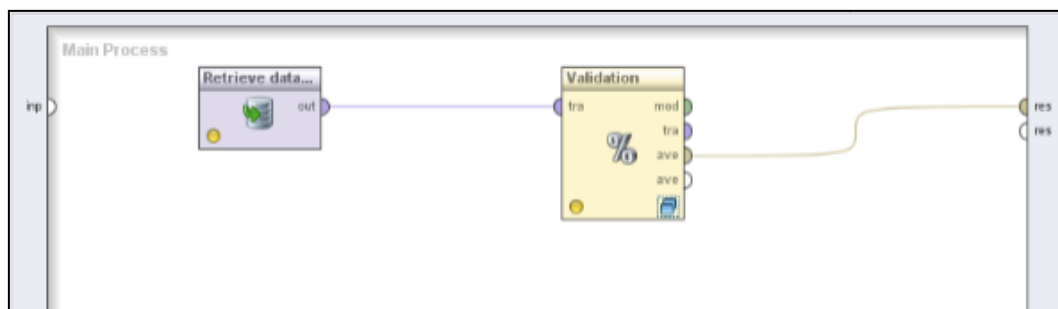 Main Process
Retrieve data...
Validation
inp
out
tra
mod
res
tra
res
ave
ave